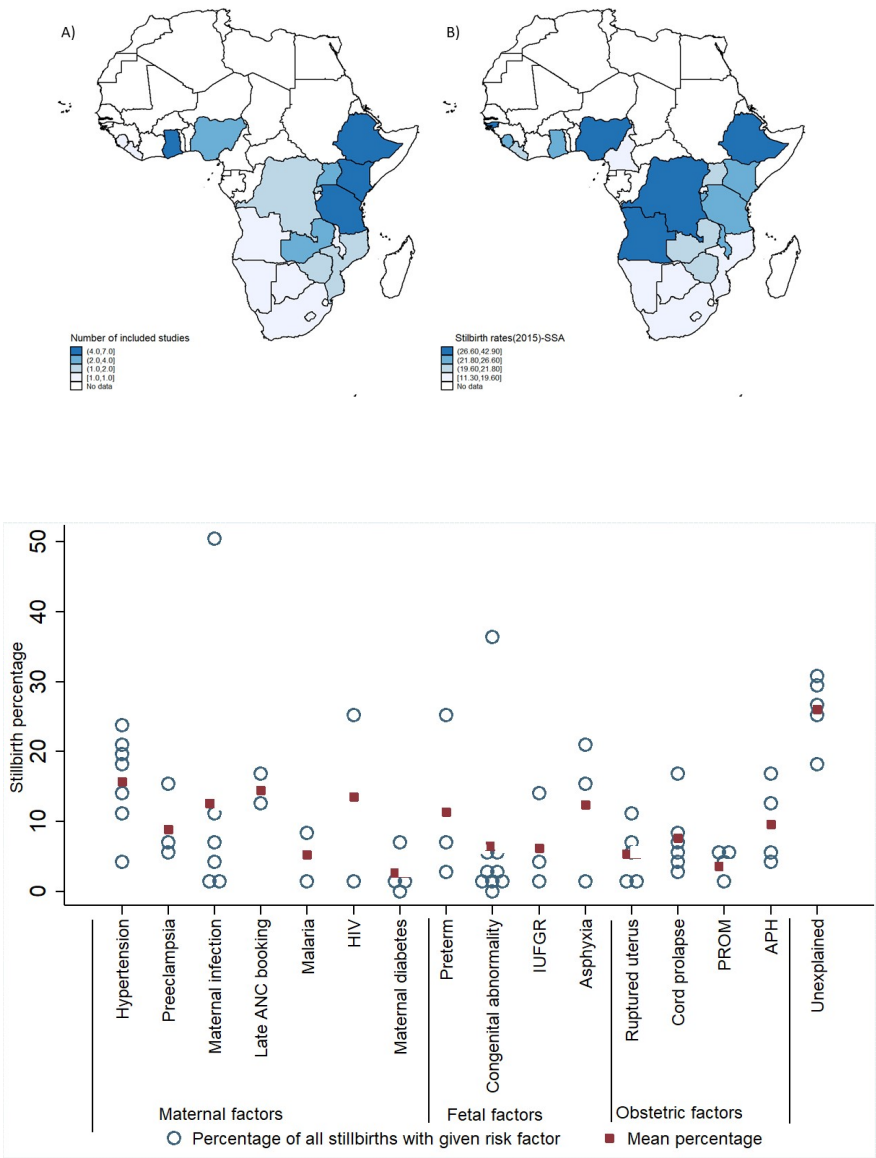 A)
B)
Number of included studies
(4.0,7.0]
(2.0,4.0]
(1.0,2.0]
[1.0,1.0]
No data
Stilbirth rates(2015)-SSA
(26.60,42.90]
(21.80,26.60]
(19.60,21.80]
[11.30,19.60]
No data
Stillbirth percentage
50
40
30
20
10
0
Hypertension
Preeclampsia
Maternal infection
Late ANC booking
Malaria
HIV
Maternal diabetes
Preterm
Congenital abnormality
IUFGR
Asphyxia
Ruptured uterus
Cord prolapse
PROM
APH
Unexplained
Maternal factors
Fetal factors
Obstetric factors
Percentage of all stillbirths with given risk factor
Mean percentage